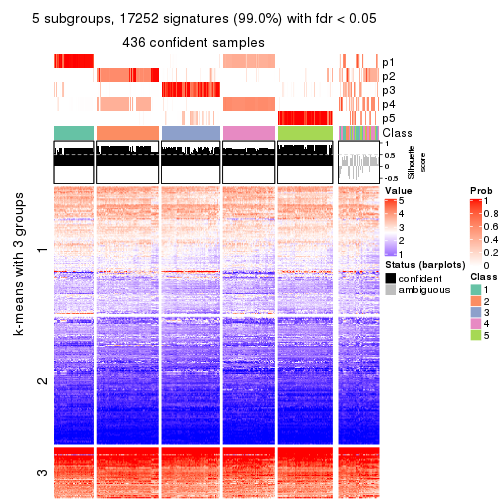 5 subgroups, 17252 signatures (99.0%) with fdr < 0.05
436 confident samples
p1
p2
p3
p4
p5
Class
1
0.5
0
-0.5
Silhouette
score
k-means with 3 groups
1
2
3
Value
5
4
3
2
1
Status (barplots)
confident
ambiguous
Prob
1
0.8
0.6
0.4
0.2
0
Class
1
2
3
4
5